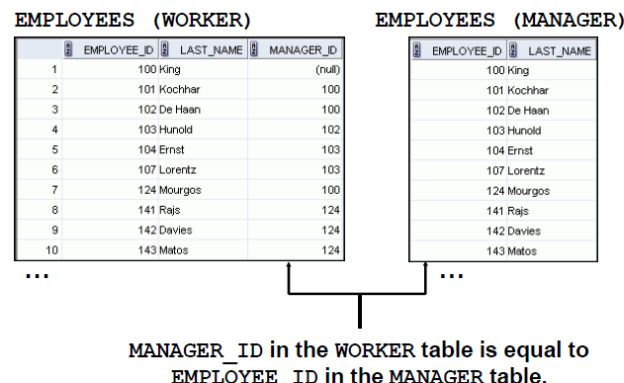 EMPLOYEES (WORKER)
EMPLOYEES (MANAGER)
EMPLOYEE_ID LAST_NAME MANAGER_ID
1 100 King (null)
2 101 Kochhar 100
3 102 De Haan 100
4 103 Hunold 102
5 104 Ernst 103
6 107 Lorentz 103
7 124 Mourgos 100
8 141 Rajs 124
9 142 Davies 124
10 143 Matos 124
...
EMPLOYEE_ID LAST_NAME
100 King
101 Kochhar
102 De Haan
103 Hunold
104 Ernst
107 Lorentz
124 Mourgos
141 Rajs
142 Davies
143 Matos
...
MANAGER_ID in the WORKER table is equal to
EMPLOYEE_ID in the MANAGER table.